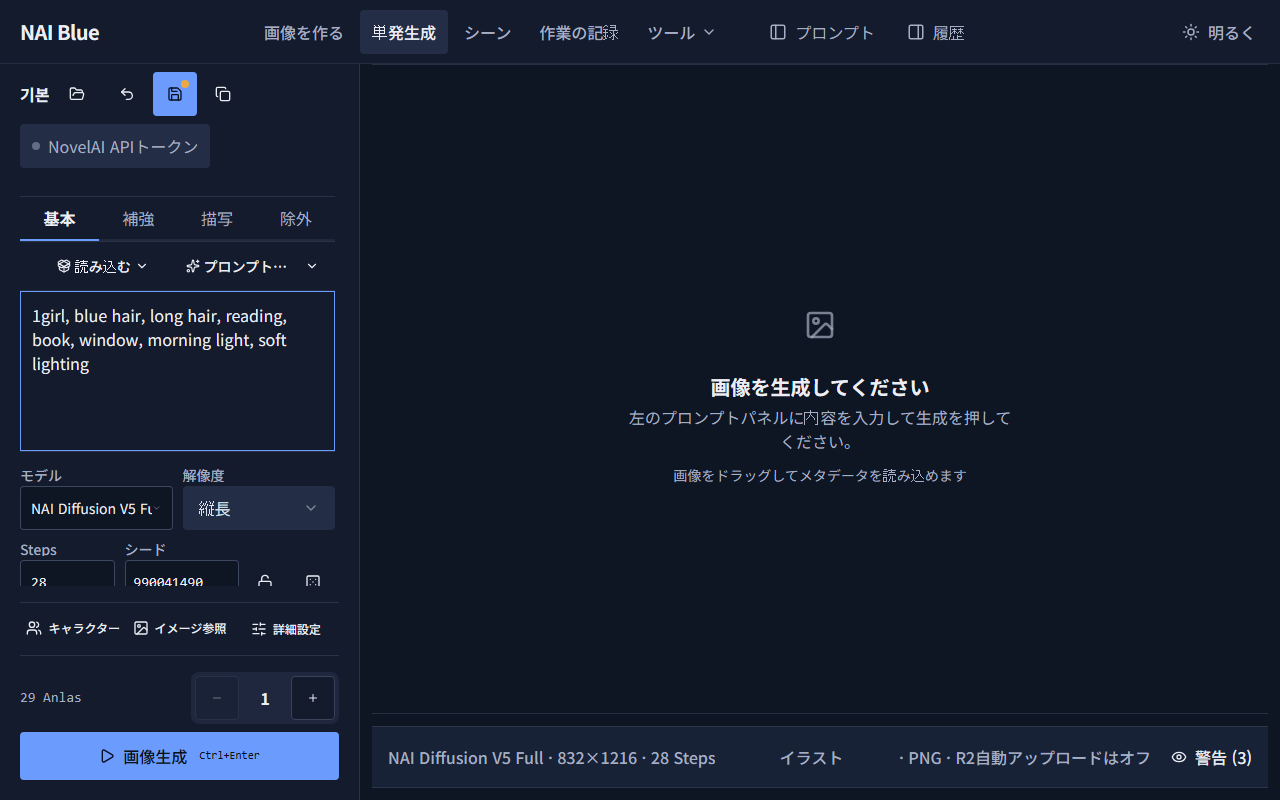 NAI Blue
画像を作る
単発生成
シーン
作業の記録
ツール
プロンプト
履歴
明るく
기본
NovelAI APIトークン
基本
補強
描写
除外
読み込む
プロンプト…
1girl, blue hair, long hair, reading,
book, window, morning light, soft
lighting
モデル
解像度
NAI Diffusion V5 Fu
縦長
Steps
シード
28
990041490
キャラクター
イメージ参照
詳細設定
29 Anlas
1
画像生成 Ctrl+Enter
画像を生成してください
左のプロンプトパネルに内容を入力して生成を押して
ください。
画像をドラッグしてメタデータを読み込めます
NAI Diffusion V5 Full · 832×1216 · 28 Steps
イラスト
· PNG · R2自動アップロードはオフ
警告 (3)